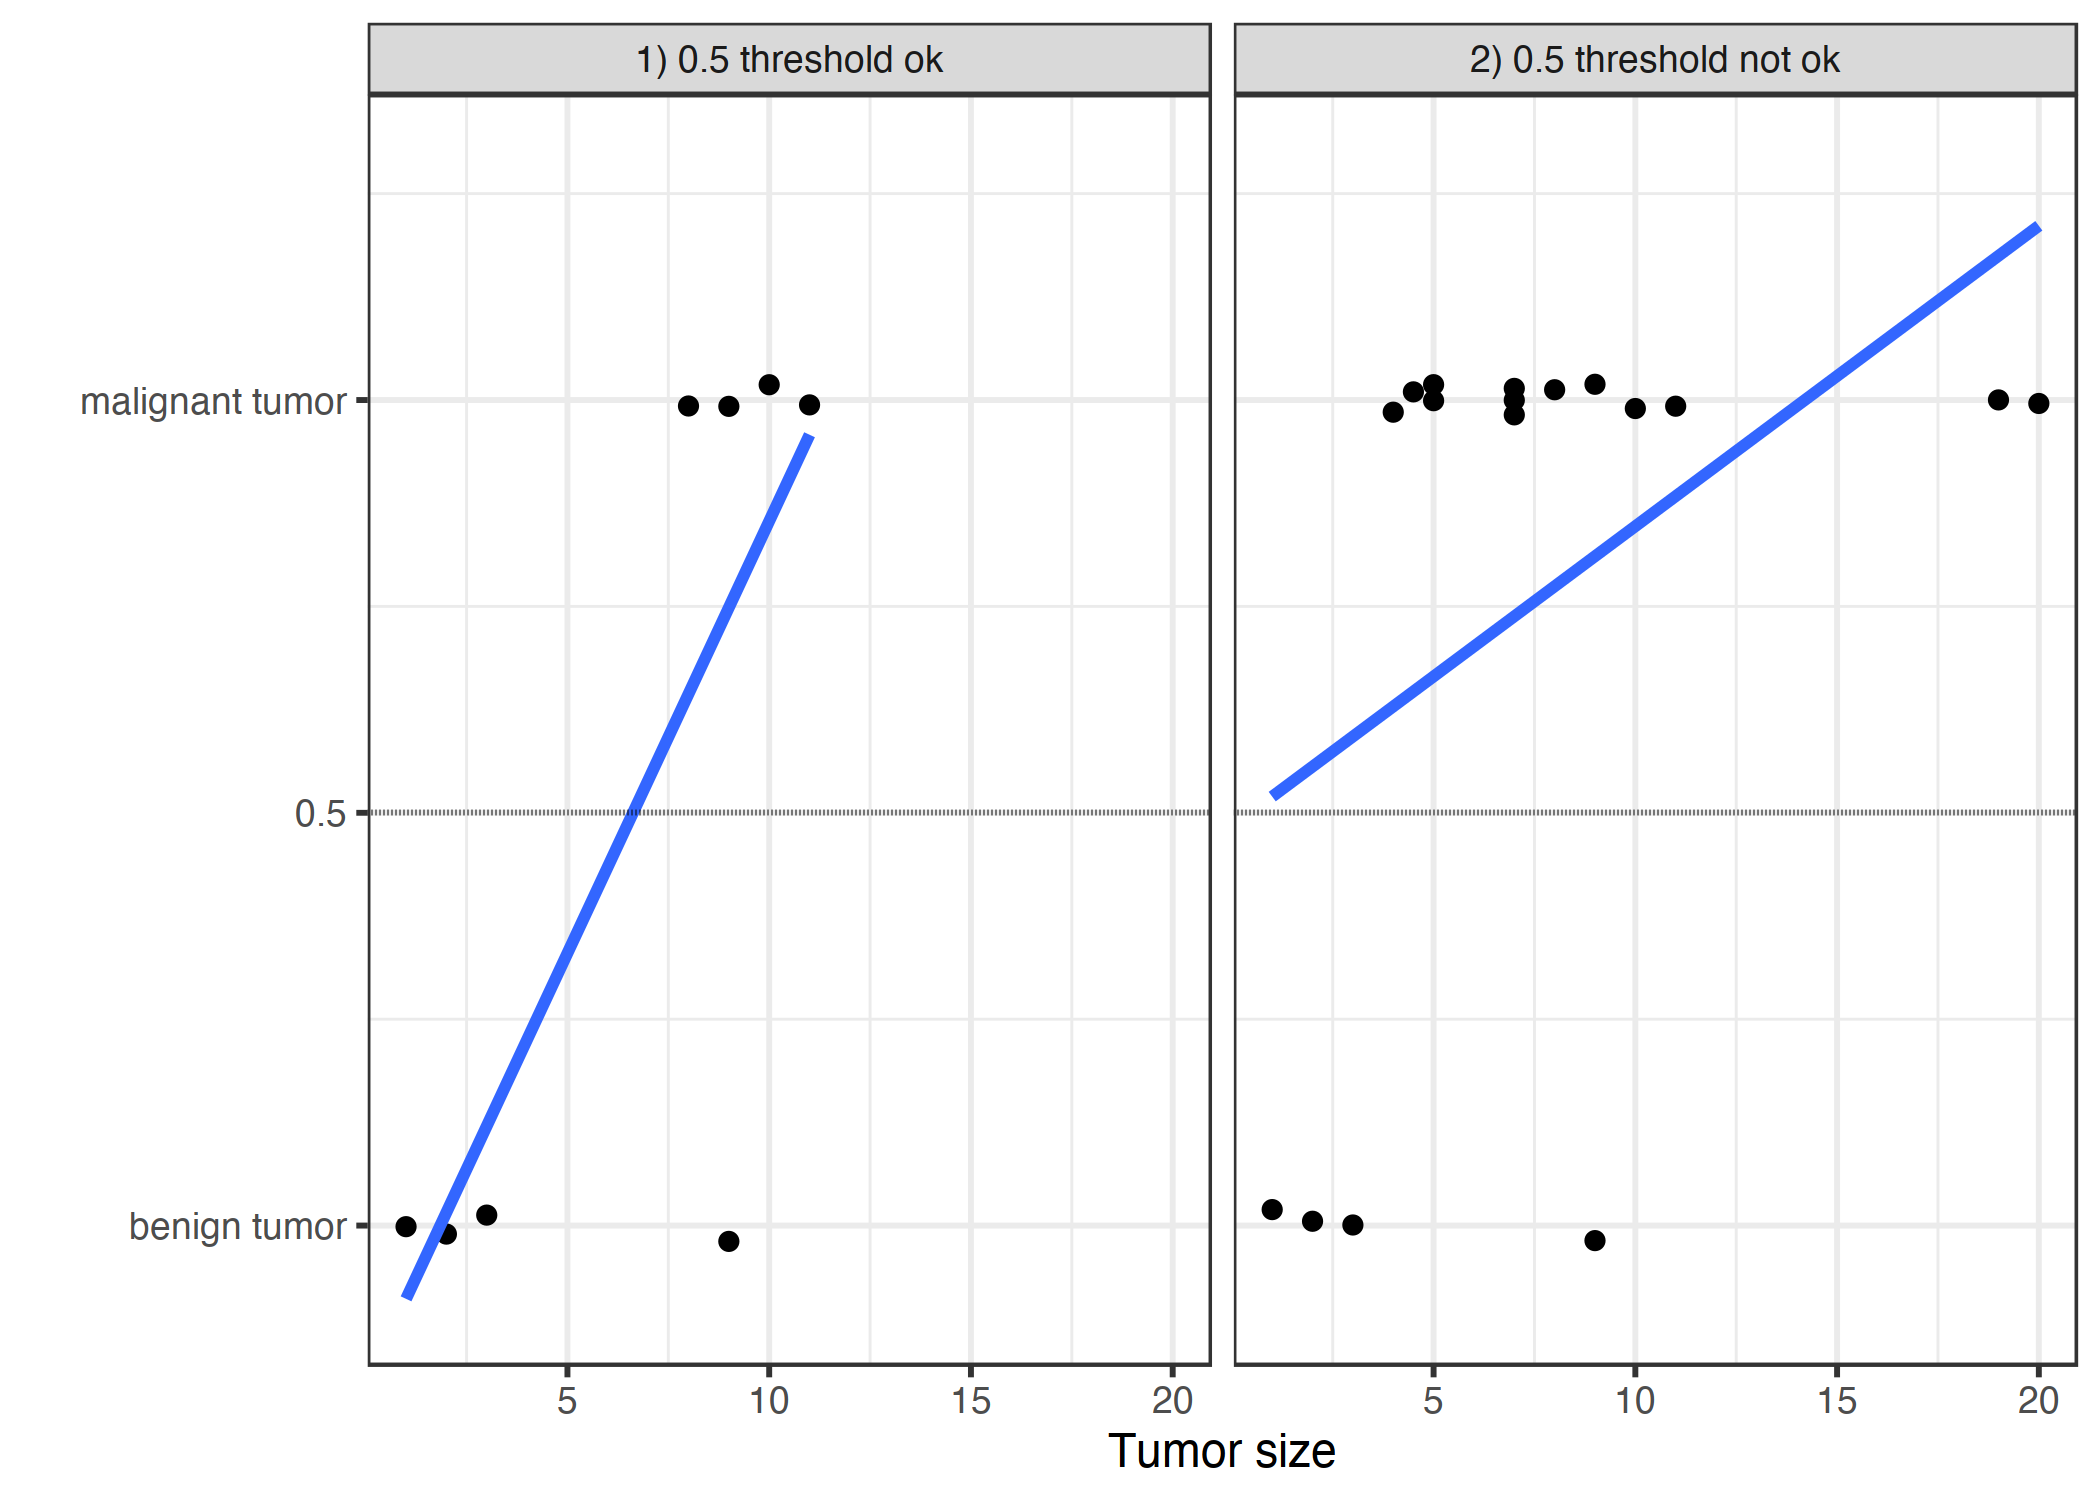 1) 0.5 threshold ok
2) 0.5 threshold not ok
malignant tumor
0.5
benign tumor
5 10 15 20 5 10 15 20
Tumor size